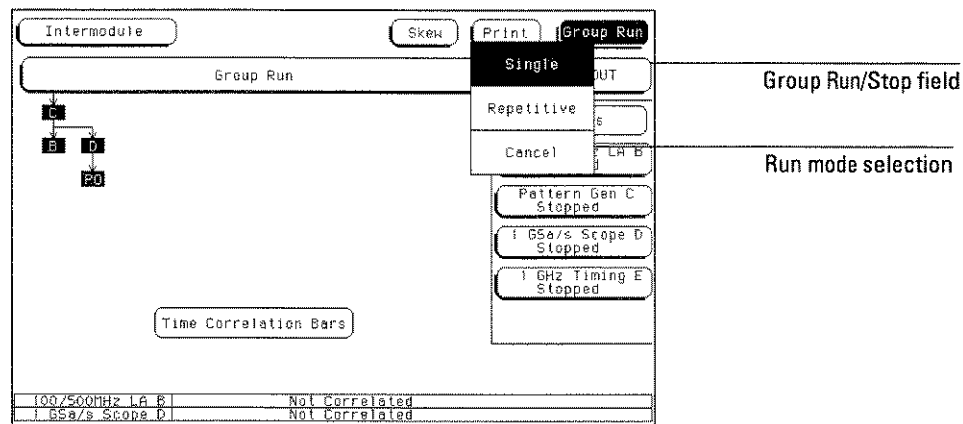 Intermodule
Skew
Print
Group Run
Group Run
OUT
Single
Repetitive
Cancel
Group Run/Stop field
Run mode selection
C
B D
PO
LA B
Pattern Gen C
Stopped
1 GSa/s Scope D
Stopped
1 GHz Timing E
Stopped
Time Correlation Bars
100/500MHz LA B Not Correlated
1 GSa/s Scope D Not Correlated